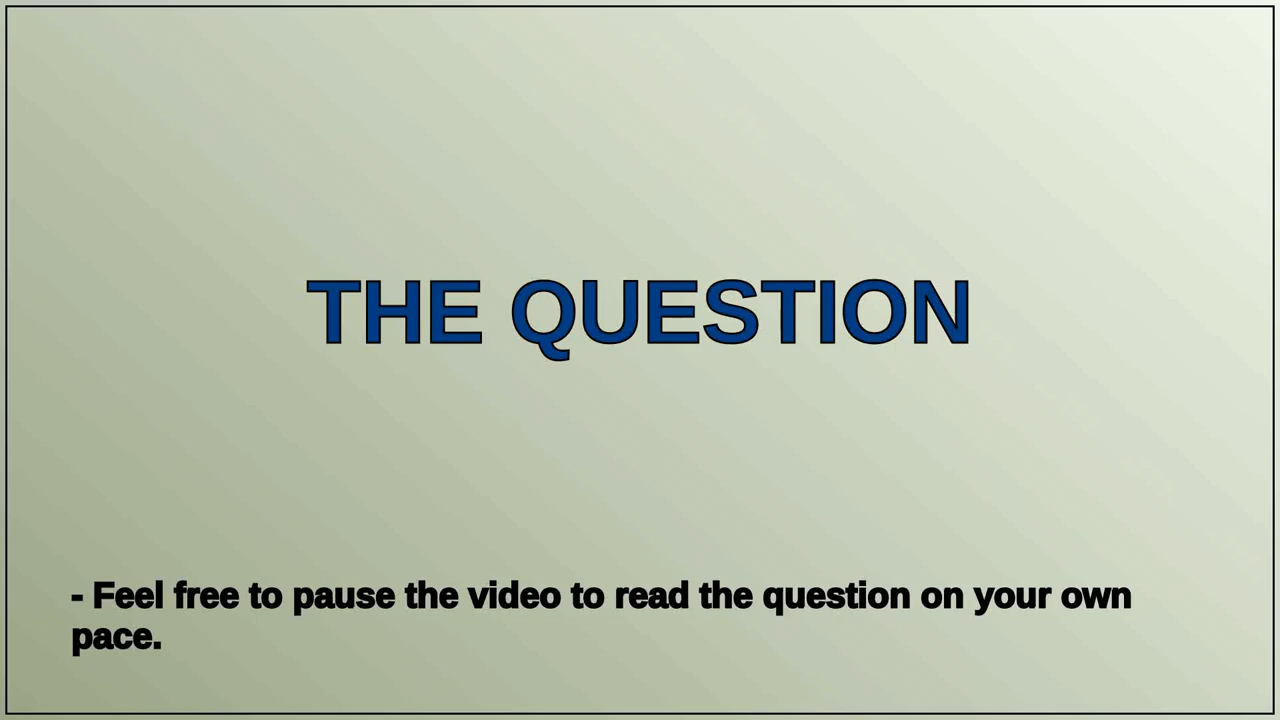 THE QUESTION
- Feel free to pause the video to read the question on your own
pace.